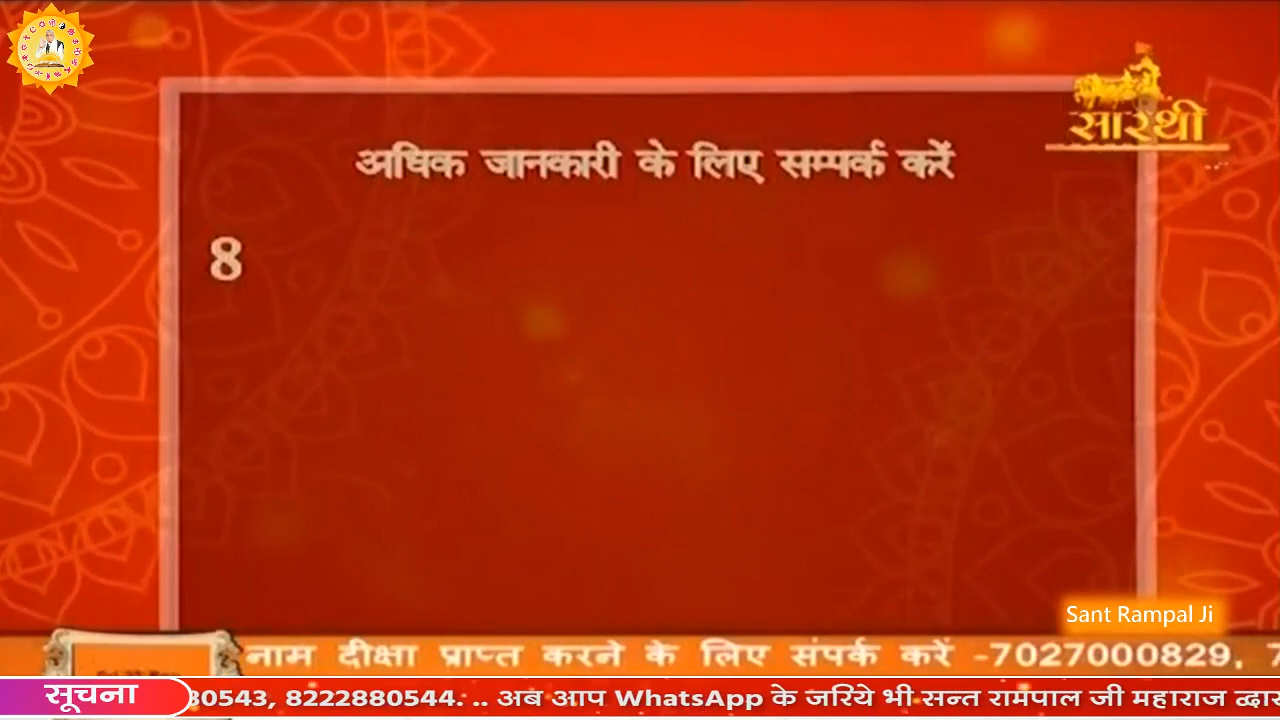 सारथी
अधिक जानकारी के लिए सम्पर्क करें
8
Sant Rampal Ji
नाम दीक्षा प्राप्त करने के लिए संपर्क करें -7027000829, 7
सूचना
80543, 8222880544. .. अब आप WhatsApp के जरिये भी सन्त रामपाल जी महाराज द्वार